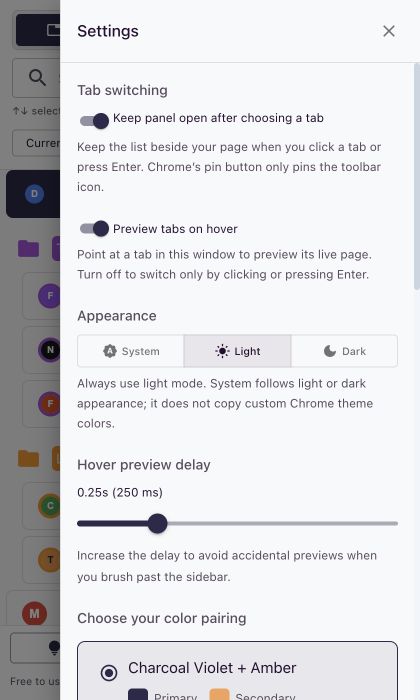 Settings
↑↓ select
Curren
D
F
N
F
C
T
M
Free to us
Tab switching
Keep panel open after choosing a tab
Keep the list beside your page when you click a tab or
press Enter. Chrome's pin button only pins the toolbar
icon.
Preview tabs on hover
Point at a tab in this window to preview its live page.
Turn off to switch only by clicking or pressing Enter.
Appearance
A System
Light
Dark
Always use light mode. System follows light or dark
appearance; it does not copy custom Chrome theme
colors.
Hover preview delay
0.25s (250 ms)
Increase the delay to avoid accidental previews when
you brush past the sidebar.
Choose your color pairing
Charcoal Violet + Amber
Primary
Secondary